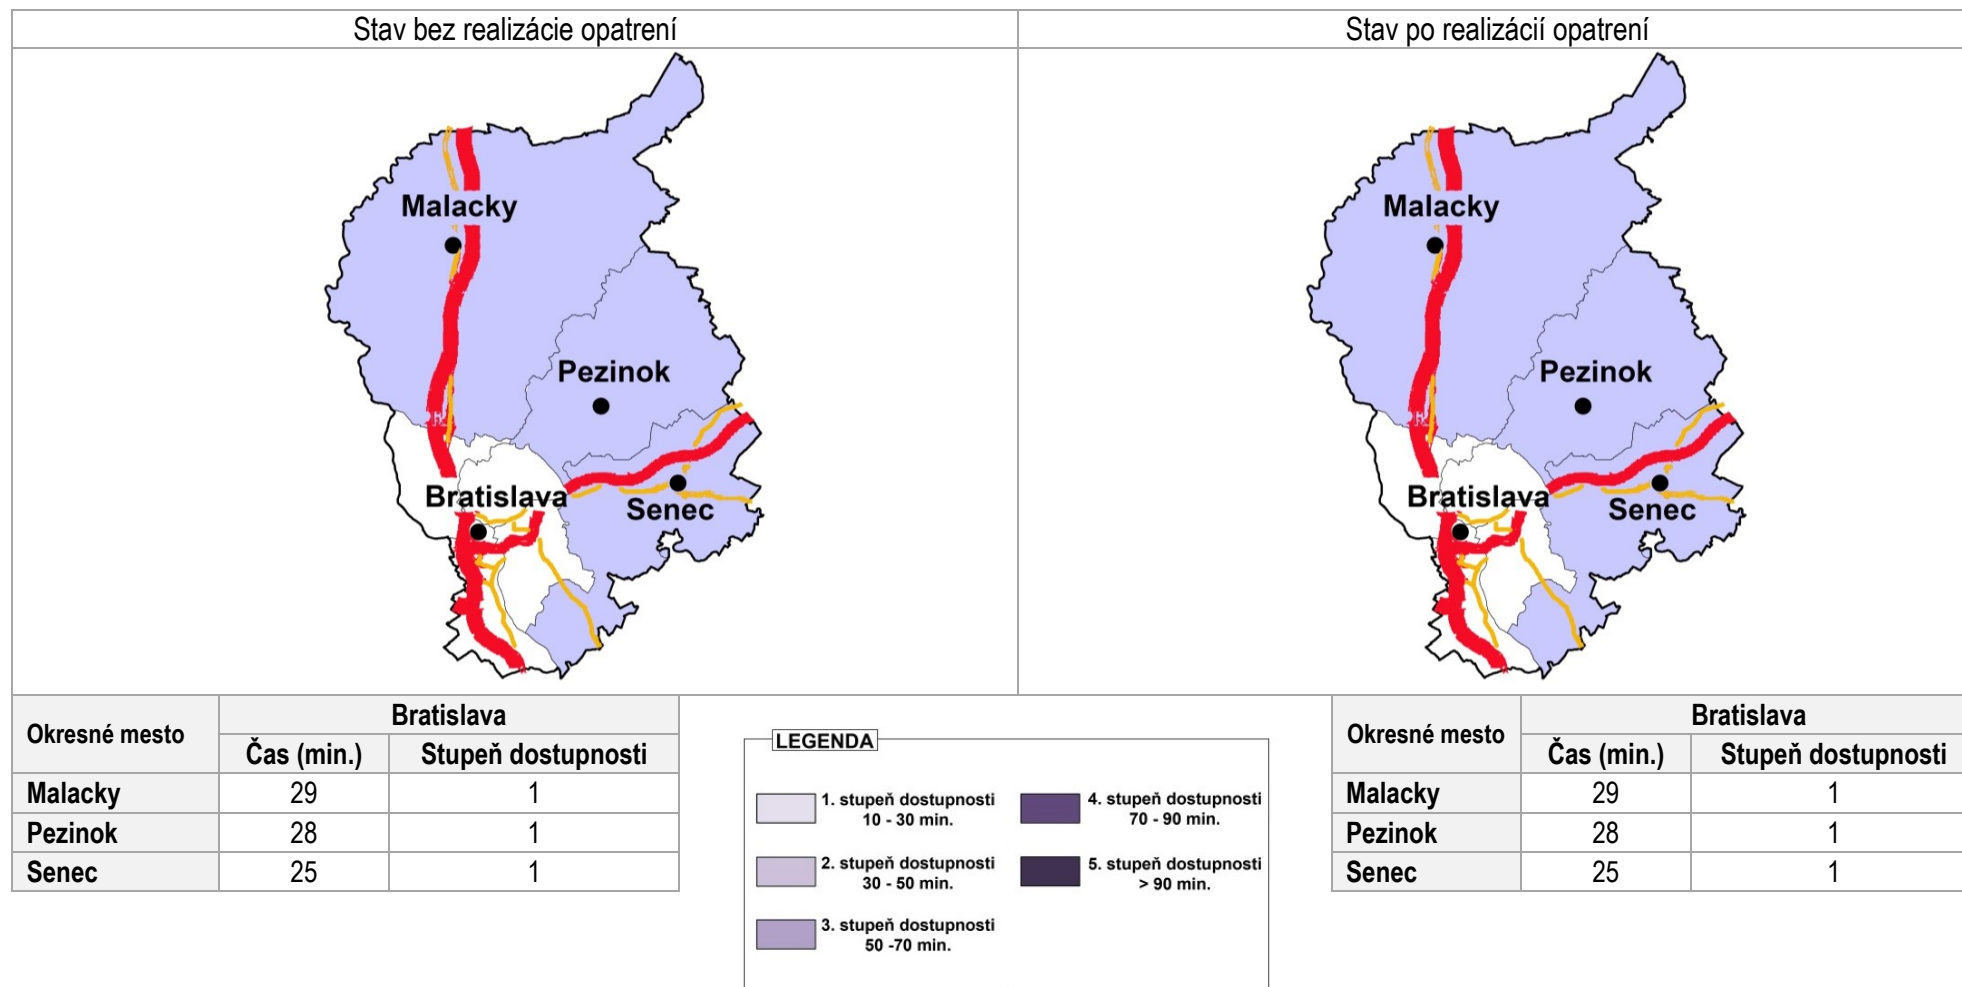 Stav bez realizácie opatrení
Stav po realizácií opatrení
Malacky
Pezinok
Bratislava
Senec
Malacky
Pezinok
Bratislava
Senec
Okresné mesto
Bratislava
Čas (min.)
Stupeň dostupnosti
Malacky 29 1
Pezinok 28 1
Senec 25 1
LEGENDA
1. stupeň dostupnosti
10 - 30 min.
2. stupeň dostupnosti
30 - 50 min.
3. stupeň dostupnosti
50 -70 min.
4. stupeň dostupnosti
70 - 90 min.
5. stupeň dostupnosti
> 90 min.
Okresné mesto
Bratislava
Čas (min.)
Stupeň dostupnosti
Malacky 29 1
Pezinok 28 1
Senec 25 1